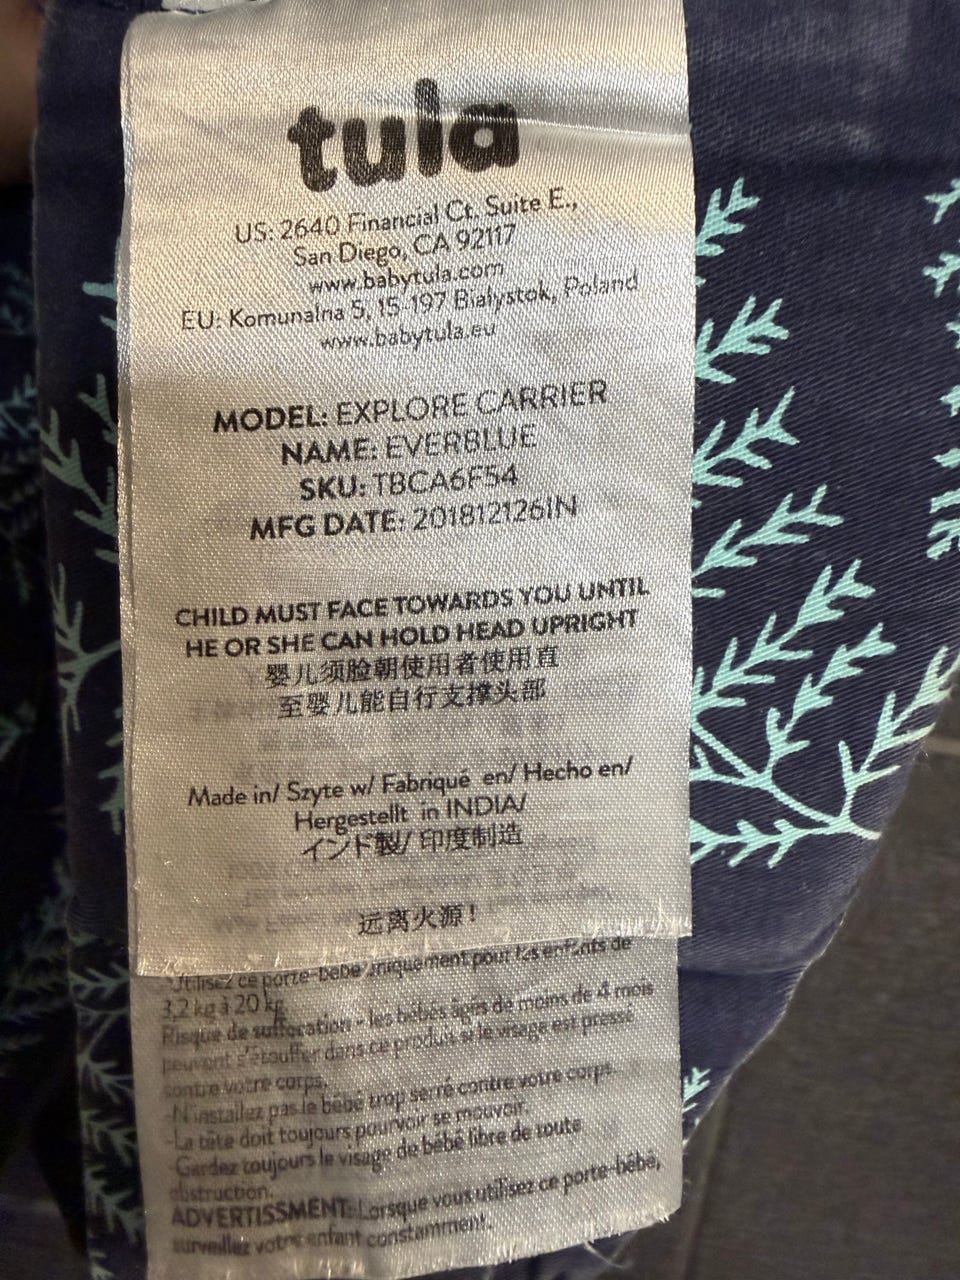 tula
US: 2640 Financial Ct. Suite E.,
San Diego, CA 92117
www.babytula.com
EU: Komunalna 5, 15-197 Bialystok, Poland
www.babytula.eu
MODEL: EXPLORE CARRIER
NAME: EVERBLUE
SKU: TBCA6F54
MFG DATE: 2018121261N
CHILD MUST FACE TOWARDS YOU UNTIL
HE OR SHE CAN HOLD HEAD UPRIGHT
婴儿须脸朝使用者使用直
至婴儿能自行支撑头部
Made in/ Szyte w/ Fabriqué en/ Hecho en/
Hergestellt in INDIA/
インド製/ 印度制造
远离火源!
-Utilisez ce porte-bébé uniquement pour les enfants de
3,2 kg à 20 kg.
Risque de suffocation - les bébés âgés de moins de 4 mois
peuvent s'étouffer dans ce produit si le visage est pressé
contre votre corps.
-N'installez pas le bébé trop serré contre votre corps.
-La tête doit toujours pourvoir se mouvoir.
-Gardez toujours le visage de bébé libre de toute
obstruction.
ADVERTISSMENT: Lorsque vous utilisez ce porte-bébé,
surveillez votre enfant constamment.